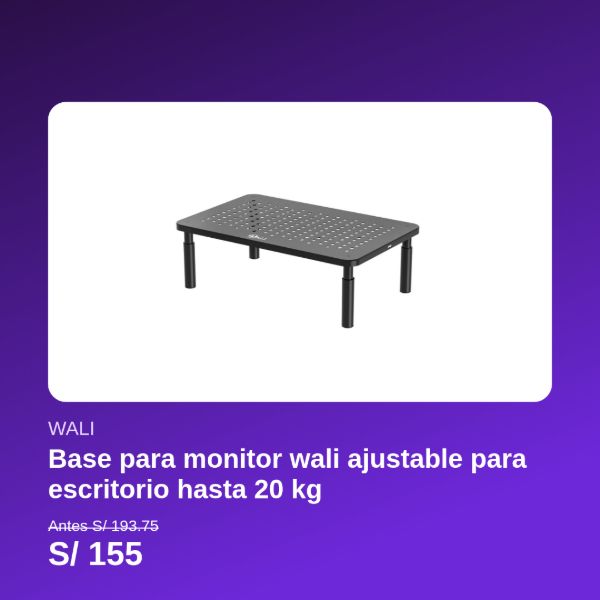 WALI
Base para monitor wali ajustable para
escritorio hasta 20 kg
Antes S/ 193.75
S/ 155